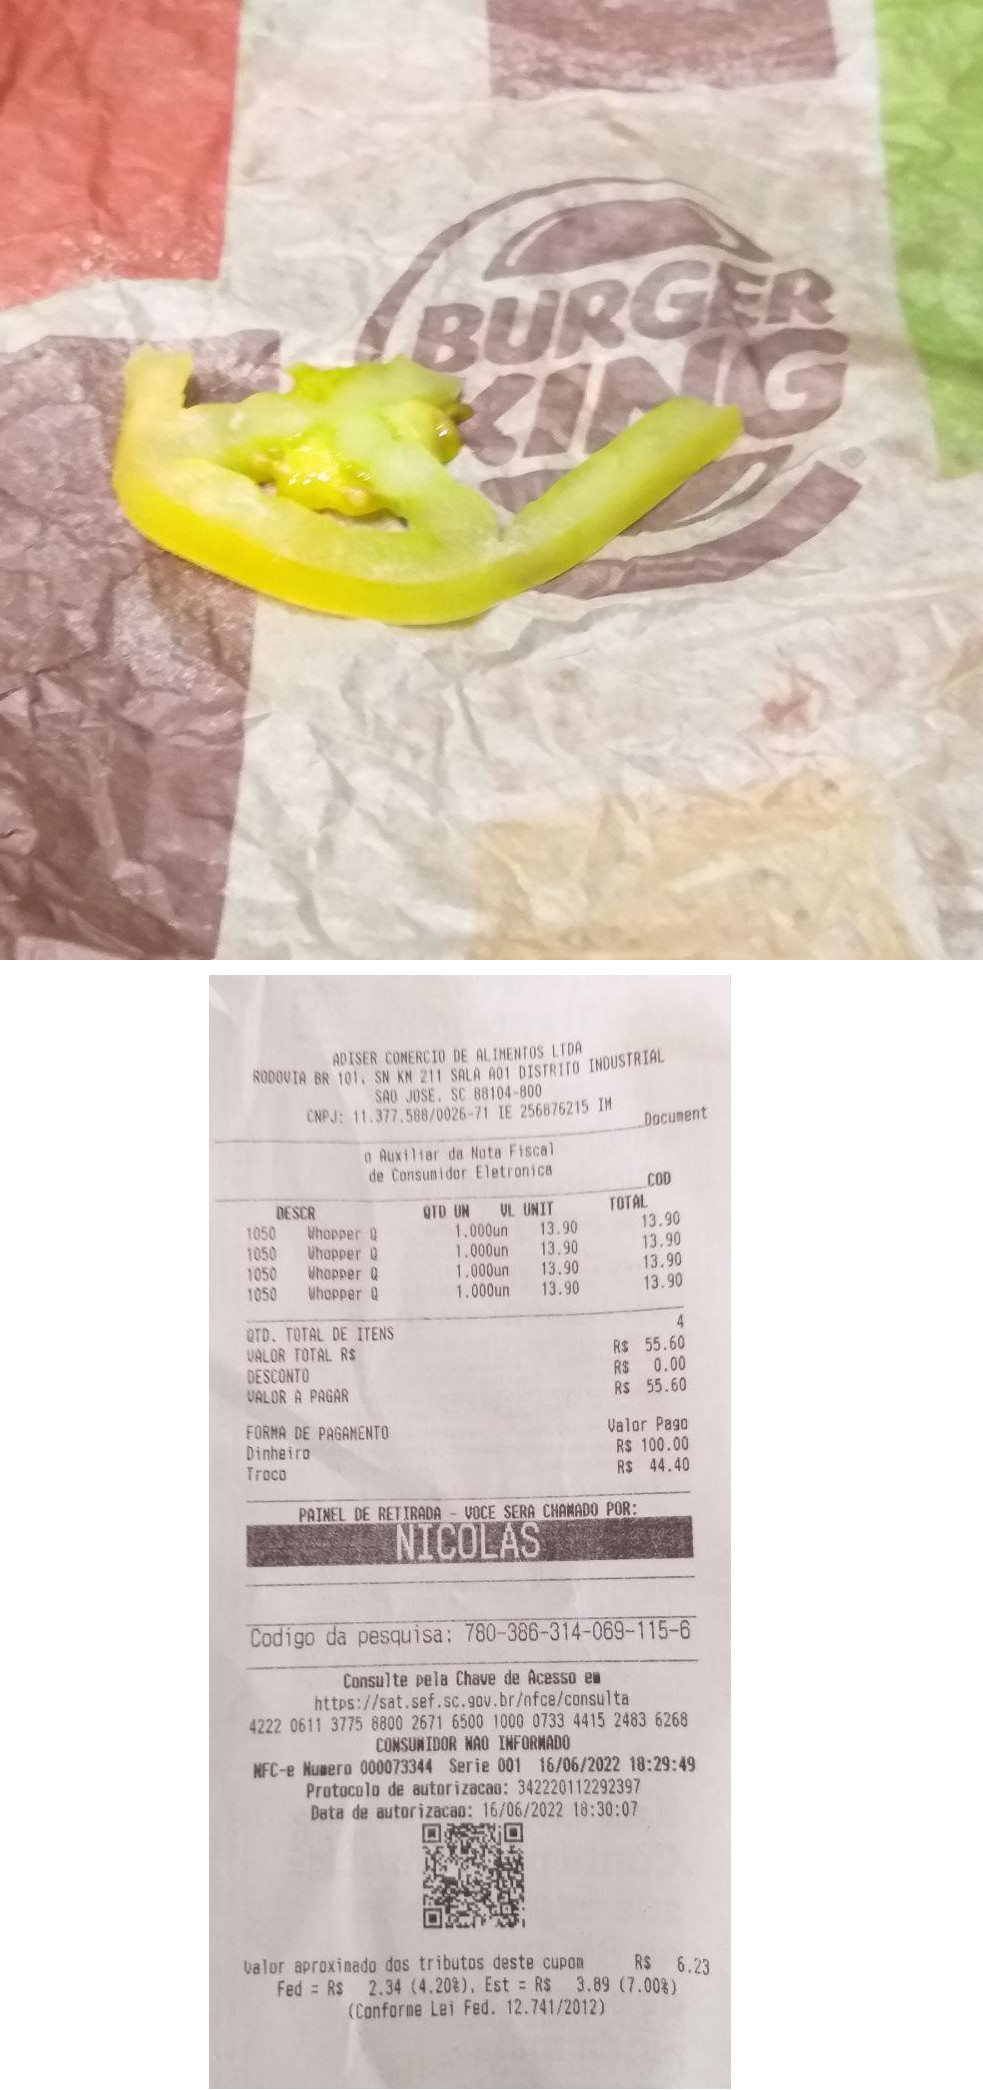 BURGER
KING
®
ADISER COMERCIO DE ALIMENTOS LTDA
RODOVIA BR 101, SN KM 211 SALA A01 DISTRITO INDUSTRIAL
SAO JOSE, SC 88104-800
CNPJ: 11.377.588/0026-71 IE 256876215 IM
Document
o Auxiliar da Nota Fiscal
de Consumidor Eletronica
COD
DESCR QTD UN VL UNIT TOTAL
1050 Whopper Q 1.000un 13.90 13.90
1050 Whopper Q 1.000un 13.90 13.90
1050 Whopper Q 1.000un 13.90 13.90
1050 Whopper Q 1.000un 13.90 13.90
QTD. TOTAL DE ITENS 4
VALOR TOTAL R$ R$ 55.60
DESCONTO R$ 0.00
VALOR A PAGAR R$ 55.60
FORMA DE PAGAMENTO Valor Pago
Dinheiro R$ 100.00
Troco R$ 44.40
PAINEL DE RETIRADA - VOCE SERA CHAMADO POR:
NICOLAS
Codigo da pesquisa: 780-386-314-069-115-6
Consulte pela Chave de Acesso em
https://sat.sef.sc.gov.br/nfce/consulta
4222 0611 3775 8800 2671 6500 1000 0733 4415 2483 6268
CONSUMIDOR NAO INFORMADO
NFC-e Numero 000073344 Serie 001 16/06/2022 18:29:49
Protocolo de autorizacao: 342220112292397
Data de autorizacao: 16/06/2022 18:30:07
Valor aproximado dos tributos deste cupom R$ 6.23
Fed = R$ 2.34 (4.20%), Est = R$ 3.89 (7.00%)
(Conforme Lei Fed. 12.741/2012)